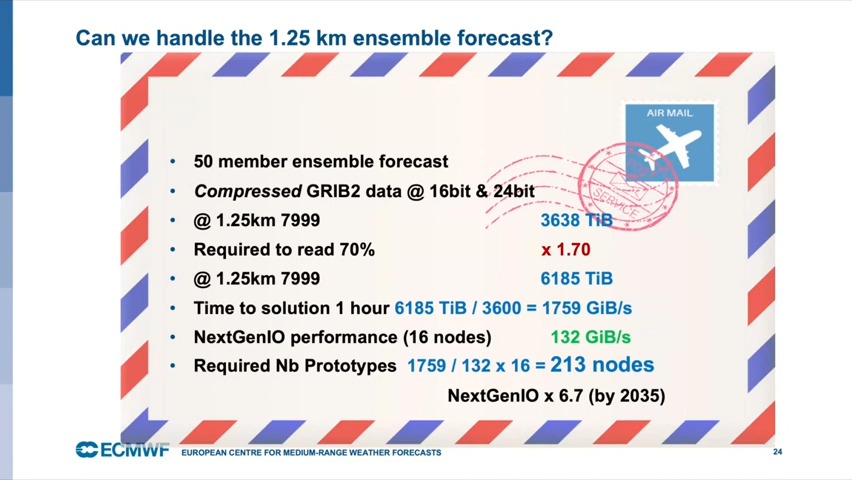 Can we handle the 1.25 km ensemble forecast?
AIR MAIL
• 50 member ensemble forecast
• Compressed GRIB2 data @ 16bit & 24bit
SERVICE
• @ 1.25km 7999 3638 TiB
• Required to read 70% x 1.70
• @ 1.25km 7999 6185 TiB
• Time to solution 1 hour 6185 TiB / 3600 = 1759 GiB/s
• NextGenIO performance (16 nodes) 132 GiB/s
• Required Nb Prototypes 1759 / 132 x 16 = 213 nodes
NextGenIO x 6.7 (by 2035)
ECMWF EUROPEAN CENTRE FOR MEDIUM-RANGE WEATHER FORECASTS 24